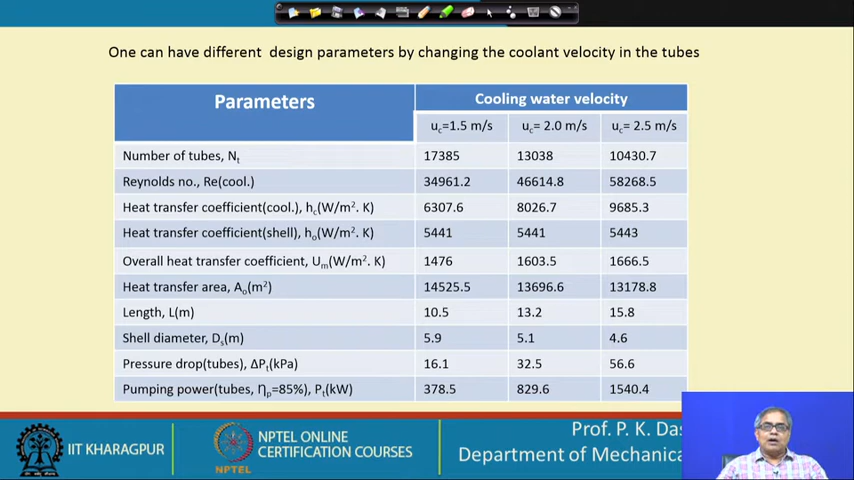 One can have different design parameters by changing the coolant velocity in the tubes
Parameters Cooling water velocity
u_c=1.5 m/s u_c= 2.0 m/s u_c= 2.5 m/s
Number of tubes, N_t 17385 13038 10430.7
Reynolds no., Re(cool.) 34961.2 46614.8 58268.5
Heat transfer coefficient(cool.), h_c(W/m². K) 6307.6 8026.7 9685.3
Heat transfer coefficient(shell), h_o(W/m². K) 5441 5441 5443
Overall heat transfer coefficient, U_m(W/m². K) 1476 1603.5 1666.5
Heat transfer area, A_o(m²) 14525.5 13696.6 13178.8
Length, L(m) 10.5 13.2 15.8
Shell diameter, D_s(m) 5.9 5.1 4.6
Pressure drop(tubes), ΔP_t(kPa) 16.1 32.5 56.6
Pumping power(tubes, Ƞ_p=85%), P_t(kW) 378.5 829.6 1540.4
IIT KHARAGPUR
NPTEL
NPTEL ONLINE
CERTIFICATION COURSES
Prof. P. K. Das
Department of Mechanica